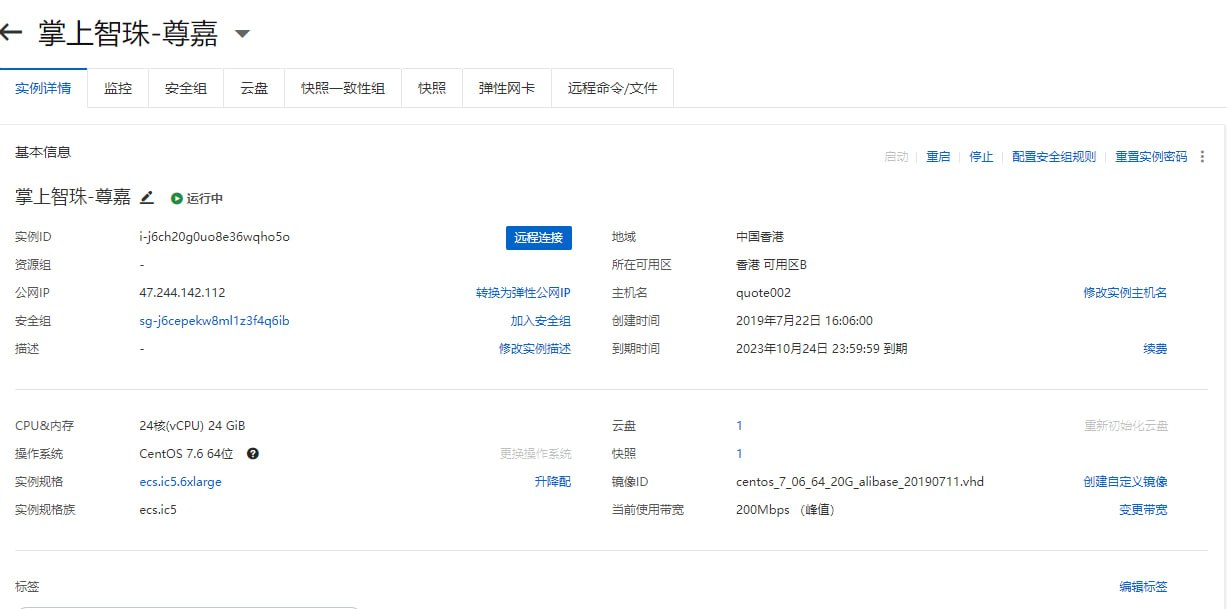 掌上智珠-尊嘉
实例详情 监控 安全组 云盘 快照一致性组 快照 弹性网卡 远程命令/文件
基本信息
启动 重启 停止 配置安全组规则 重置实例密码
掌上智珠-尊嘉 运行中
实例ID i-j6ch20g0uo8e36wqho5o 远程连接 地域 中国香港
资源组 - 所在可用区 香港 可用区B
公网IP 47.244.142.112 转换为弹性公网IP 主机名 quote002 修改实例主机名
安全组 sg-j6cepekw8ml1z3f4q6ib 加入安全组 创建时间 2019年7月22日 16:06:00
描述 - 修改实例描述 到期时间 2023年10月24日 23:59:59 到期 续费
CPU&内存 24核(vCPU) 24 GiB 云盘 1 重新初始化云盘
操作系统 CentOS 7.6 64位 更换操作系统 快照 1
实例规格 ecs.ic5.6xlarge 升降配 镜像ID centos_7_06_64_20G_alibase_20190711.vhd 创建自定义镜像
实例规格族 ecs.ic5 当前使用带宽 200Mbps （峰值） 变更带宽
标签 编辑标签